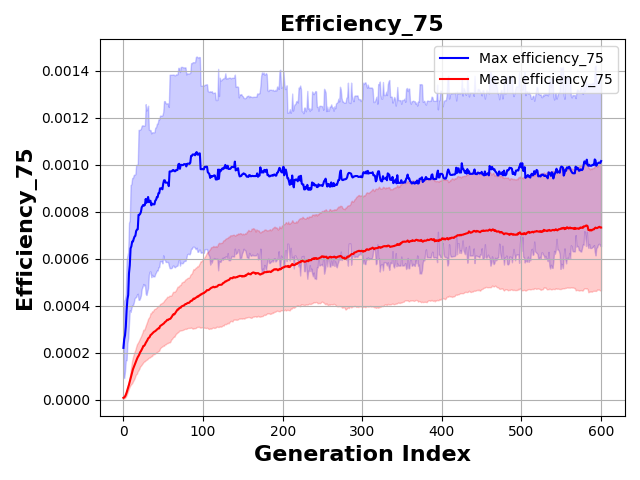 Efficiency_75
Max efficiency_75
Mean efficiency_75
Efficiency_75
0.0014
0.0012
0.0010
0.0008
0.0006
0.0004
0.0002
0.0000
0 100 200 300 400 500 600
Generation Index